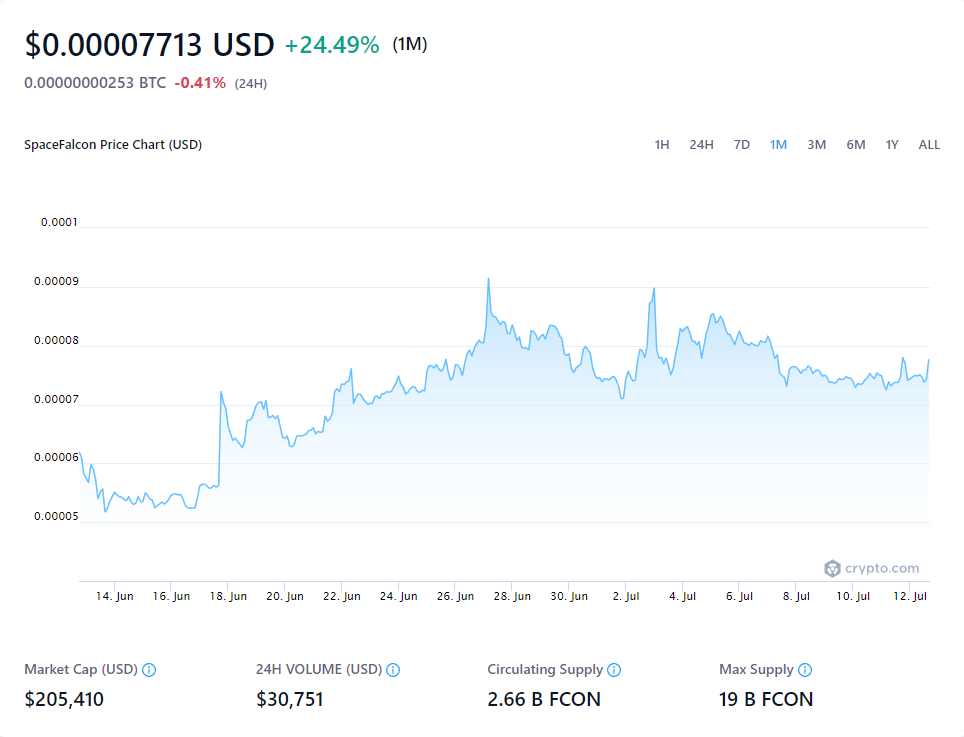 $0.00007713 USD +24.49% (1M)
0.00000000253 BTC -0.41% (24H)
SpaceFalcon Price Chart (USD) 1H 24H 7D 1M 3M 6M 1Y ALL
0.0001
0.00009
0.00008
0.00007
0.00006
0.00005
crypto.com
14. Jun 16. Jun 18. Jun 20. Jun 22. Jun 24. Jun 26. Jun 28. Jun 30. Jun 2. Jul 4. Jul 6. Jul 8. Jul 10. Jul 12. Jul
Market Cap (USD) 24H VOLUME (USD) Circulating Supply Max Supply
$205,410 $30,751 2.66 B FCON 19 B FCON